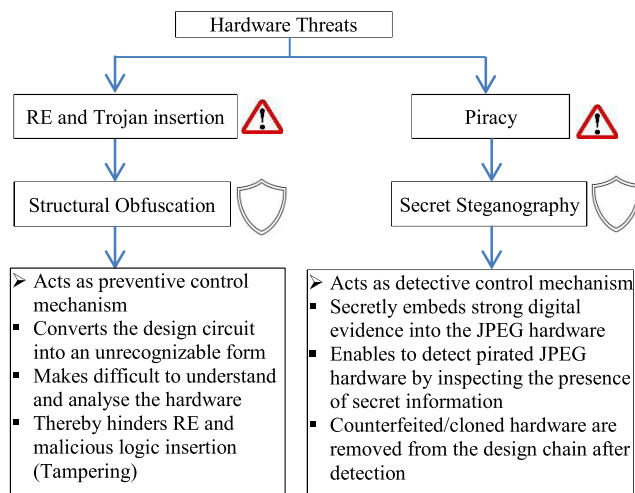 Hardware Threats
RE and Trojan insertion
Piracy
Structural Obfuscation
Secret Steganography
➢ Acts as preventive control
mechanism
▪ Converts the design circuit
into an unrecognizable form
▪ Makes difficult to understand
and analyse the hardware
▪ Thereby hinders RE and
malicious logic insertion
(Tampering)
➢ Acts as detective control mechanism
▪ Secretly embeds strong digital
evidence into the JPEG hardware
▪ Enables to detect pirated JPEG
hardware by inspecting the presence
of secret information
▪ Counterfeited/cloned hardware are
removed from the design chain after
detection